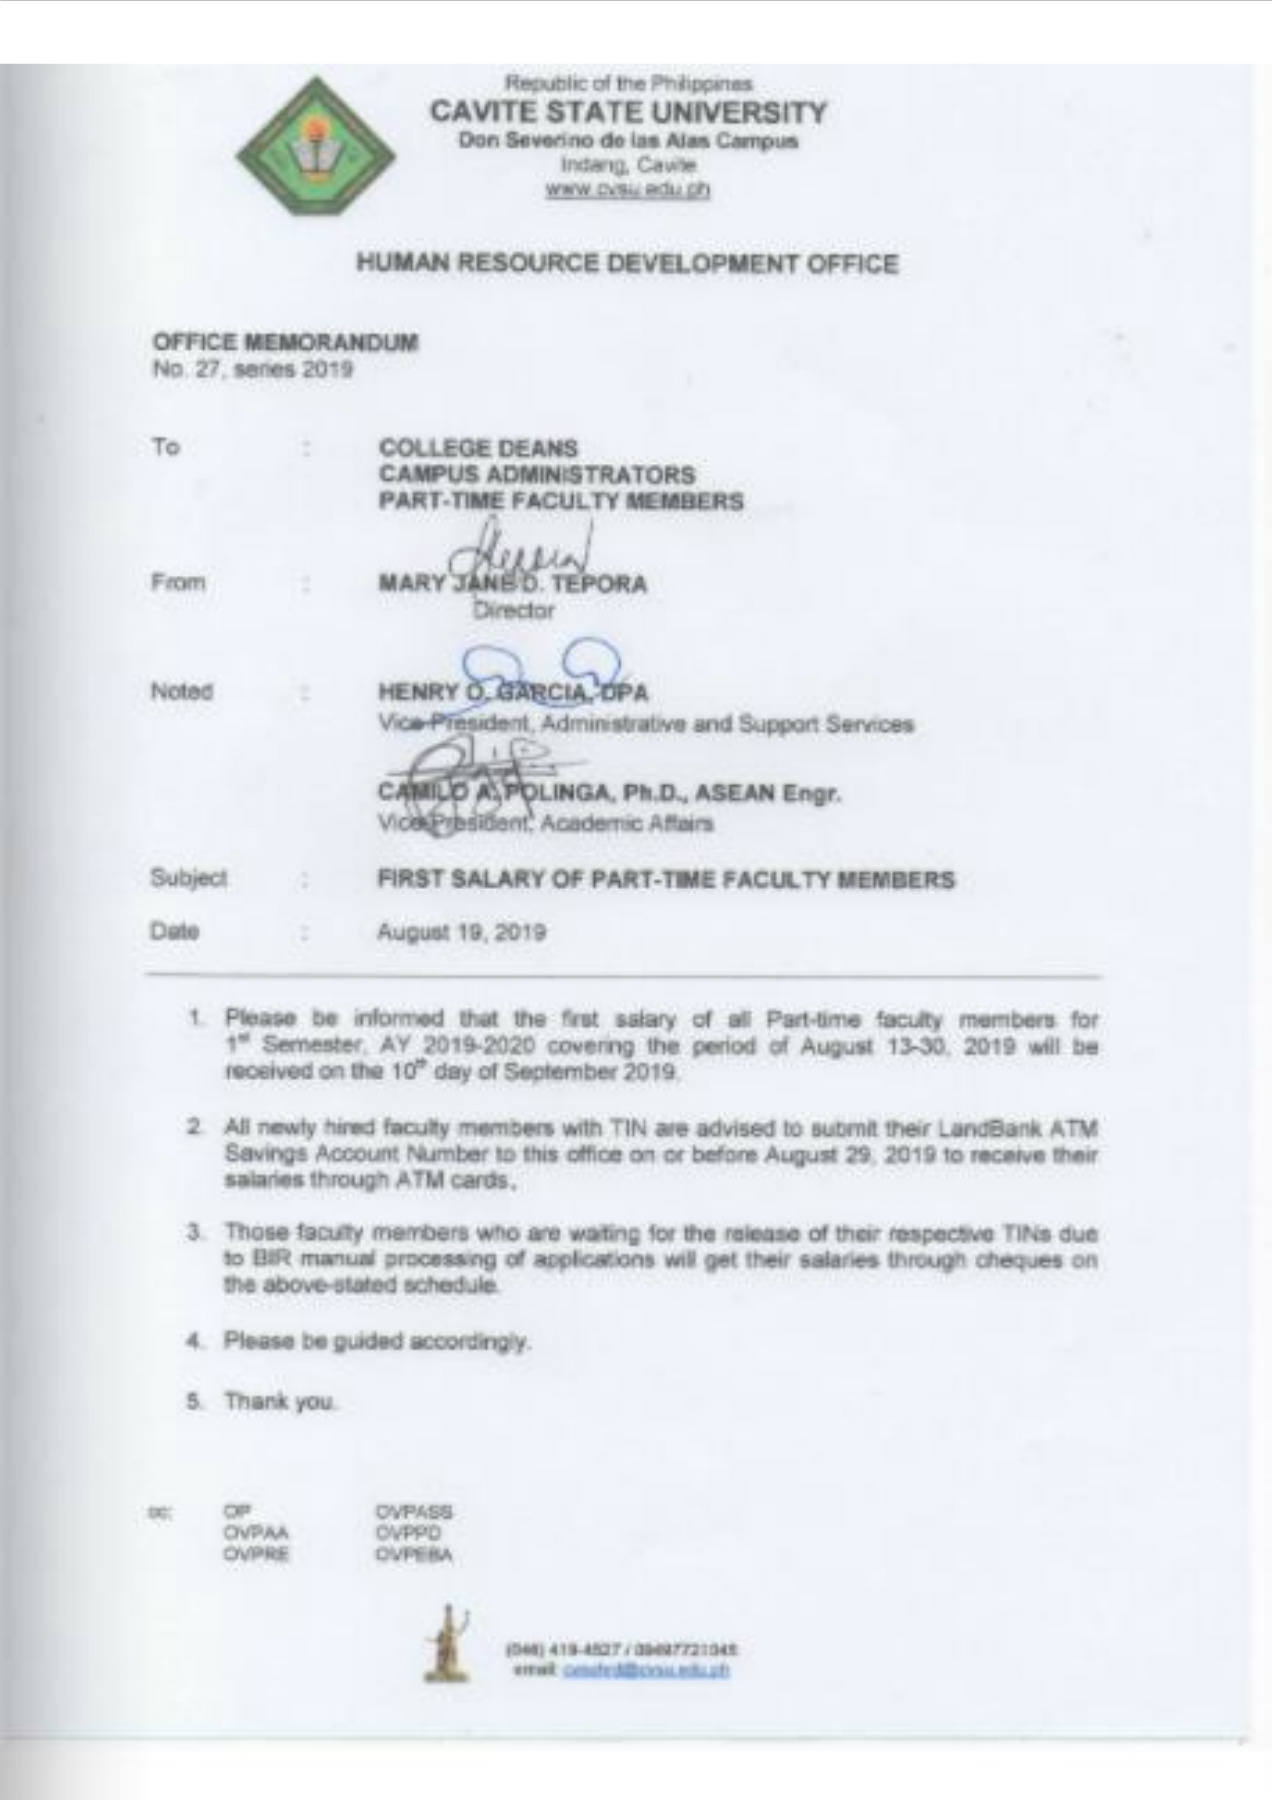 Republic of the Philippines
CAVITE STATE UNIVERSITY
Don Severino de las Alas Campus
Indang, Cavite
www.cvsu.edu.ph
HUMAN RESOURCE DEVELOPMENT OFFICE
OFFICE MEMORANDUM
No. 27, series 2019
To : COLLEGE DEANS
CAMPUS ADMINISTRATORS
PART-TIME FACULTY MEMBERS
From : MARY JANE D. TEPORA
Director
Noted : HENRY O. GARCIA, DPA
Vice President, Administrative and Support Services
CAMILO A. POLINGA, Ph.D., ASEAN Engr.
Vice President, Academic Affairs
Subject : FIRST SALARY OF PART-TIME FACULTY MEMBERS
Date : August 19, 2019
1. Please be informed that the first salary of all Part-time faculty members for
1st Semester, AY 2019-2020 covering the period of August 13-30, 2019 will be
received on the 10th day of September 2019.
2. All newly hired faculty members with TIN are advised to submit their LandBank ATM
Savings Account Number to this office on or before August 29, 2019 to receive their
salaries through ATM cards.
3. Those faculty members who are waiting for the release of their respective TINs due
to BIR manual processing of applications will get their salaries through cheques on
the above-stated schedule.
4. Please be guided accordingly.
5. Thank you.
cc: OP OVPASS
OVPAA OVPPD
OVPRE OVPEBA
(046) 419-4527 / 09497721045
email: